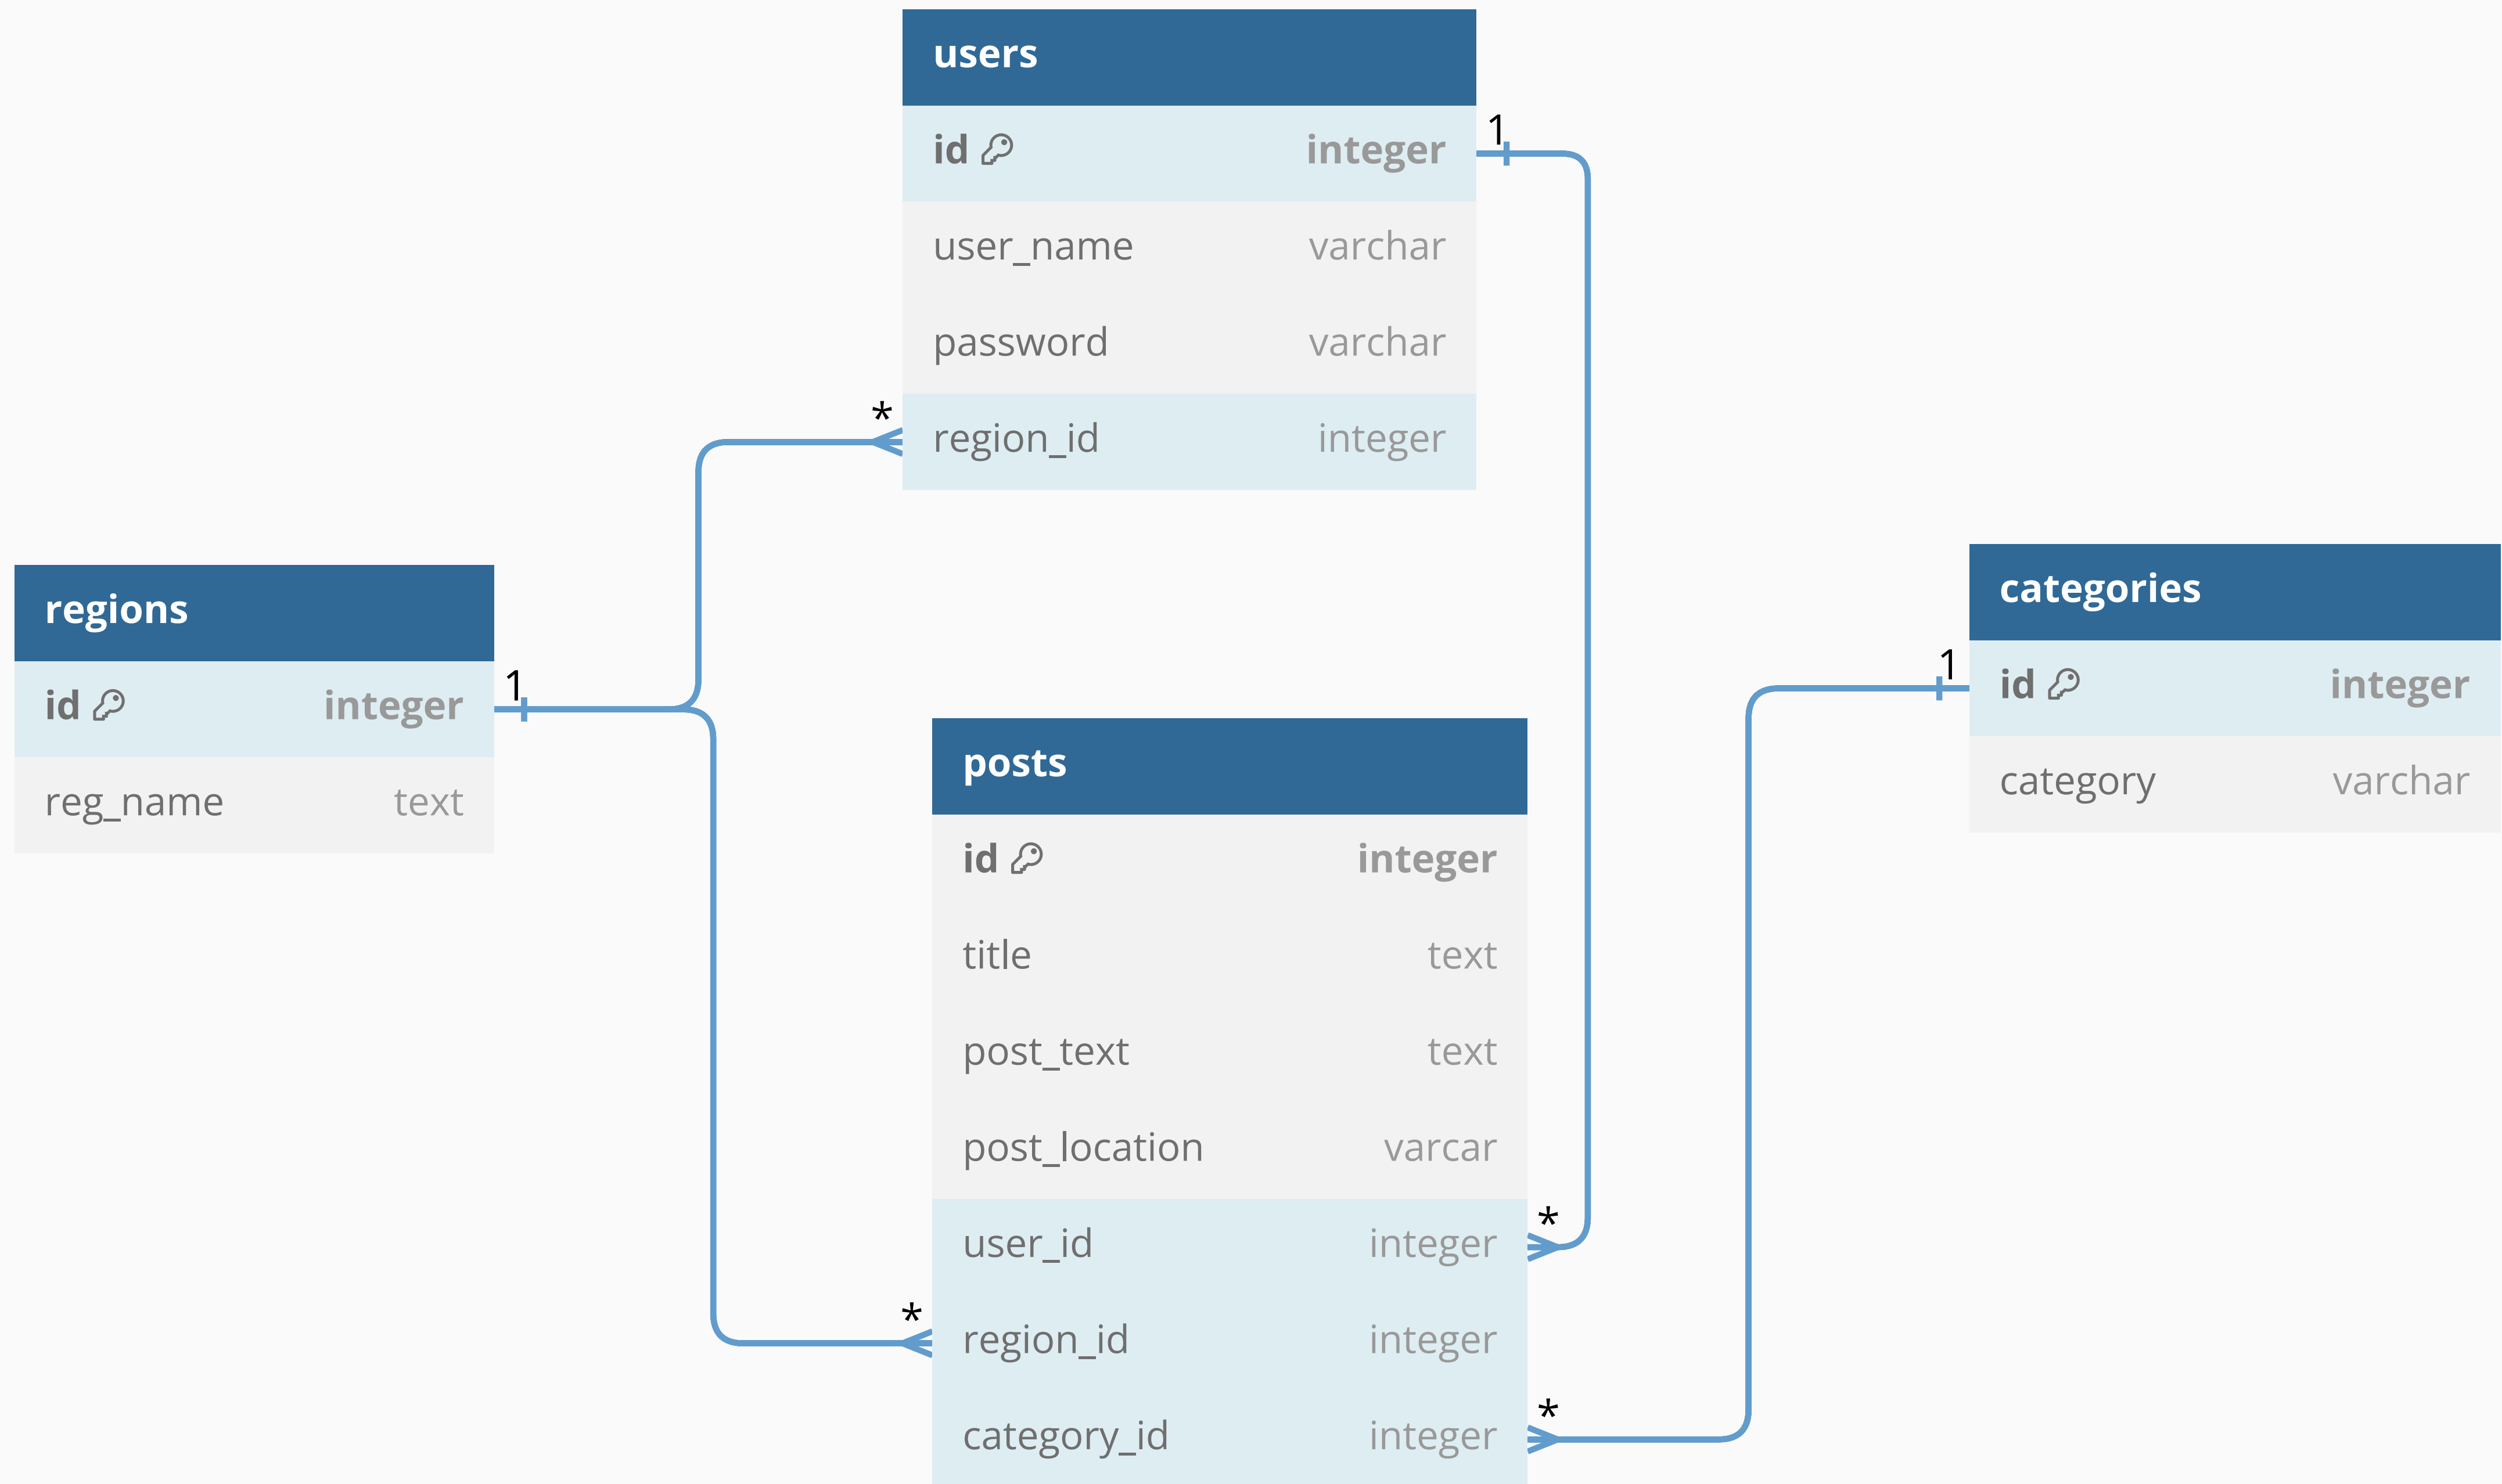 users
id integer
user_name varchar
password varchar
region_id integer
1
*
regions
id integer
reg_name text
1
posts
id integer
title text
post_text text
post_location varcar
user_id integer
region_id integer
category_id integer
*
*
*
categories
id integer
category varchar
1